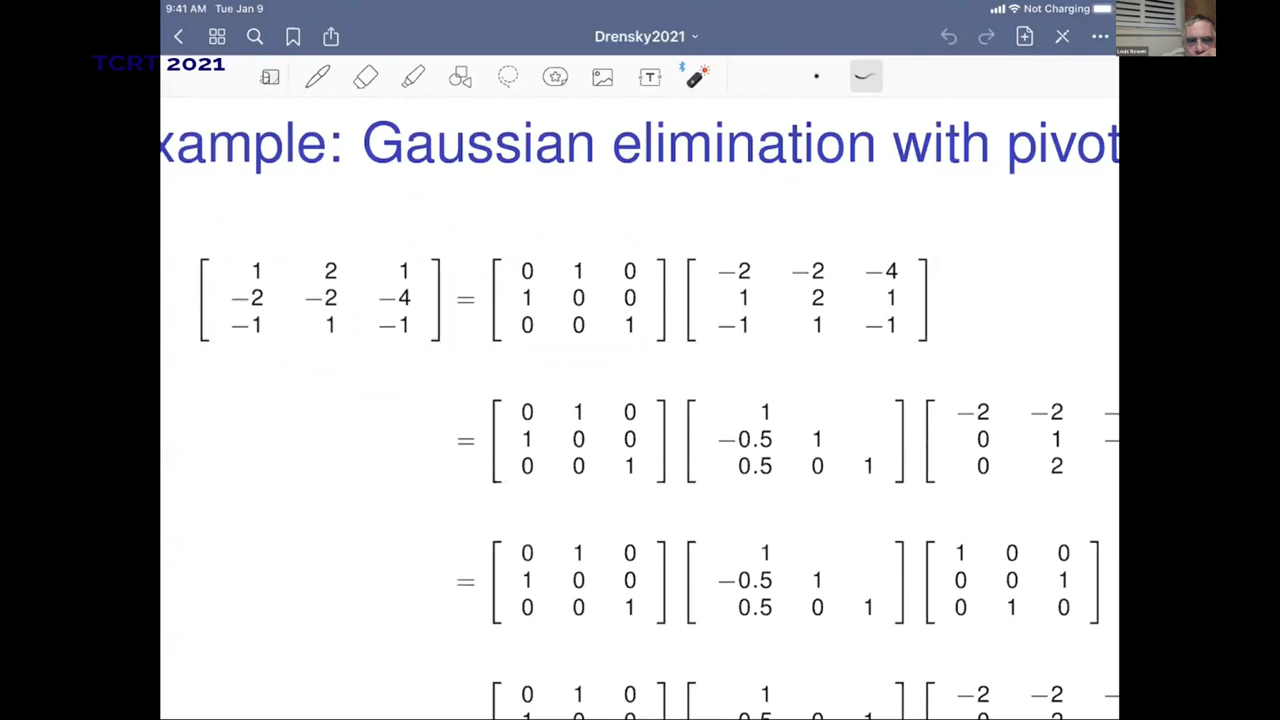 9:41 AM Tue Jan 9
Not Charging
Drensky2021
Louis Rowen
TCRT 2021
xample: Gaussian elimination with pivot
1 2 1 0 1 0 −2 −2 −4
−2 −2 −4 = 1 0 0 1 2 1
−1 1 −1 0 0 1 −1 1 −1
0 1 0 1 −2 −2 −
= 1 0 0 −0.5 1 0 1 −
0 0 1 0.5 0 1 0 2
0 1 0 1 1 0 0
= 1 0 0 −0.5 1 0 0 1
0 0 1 0.5 0 1 0 1 0
0 1 0 1 −2 −2 −